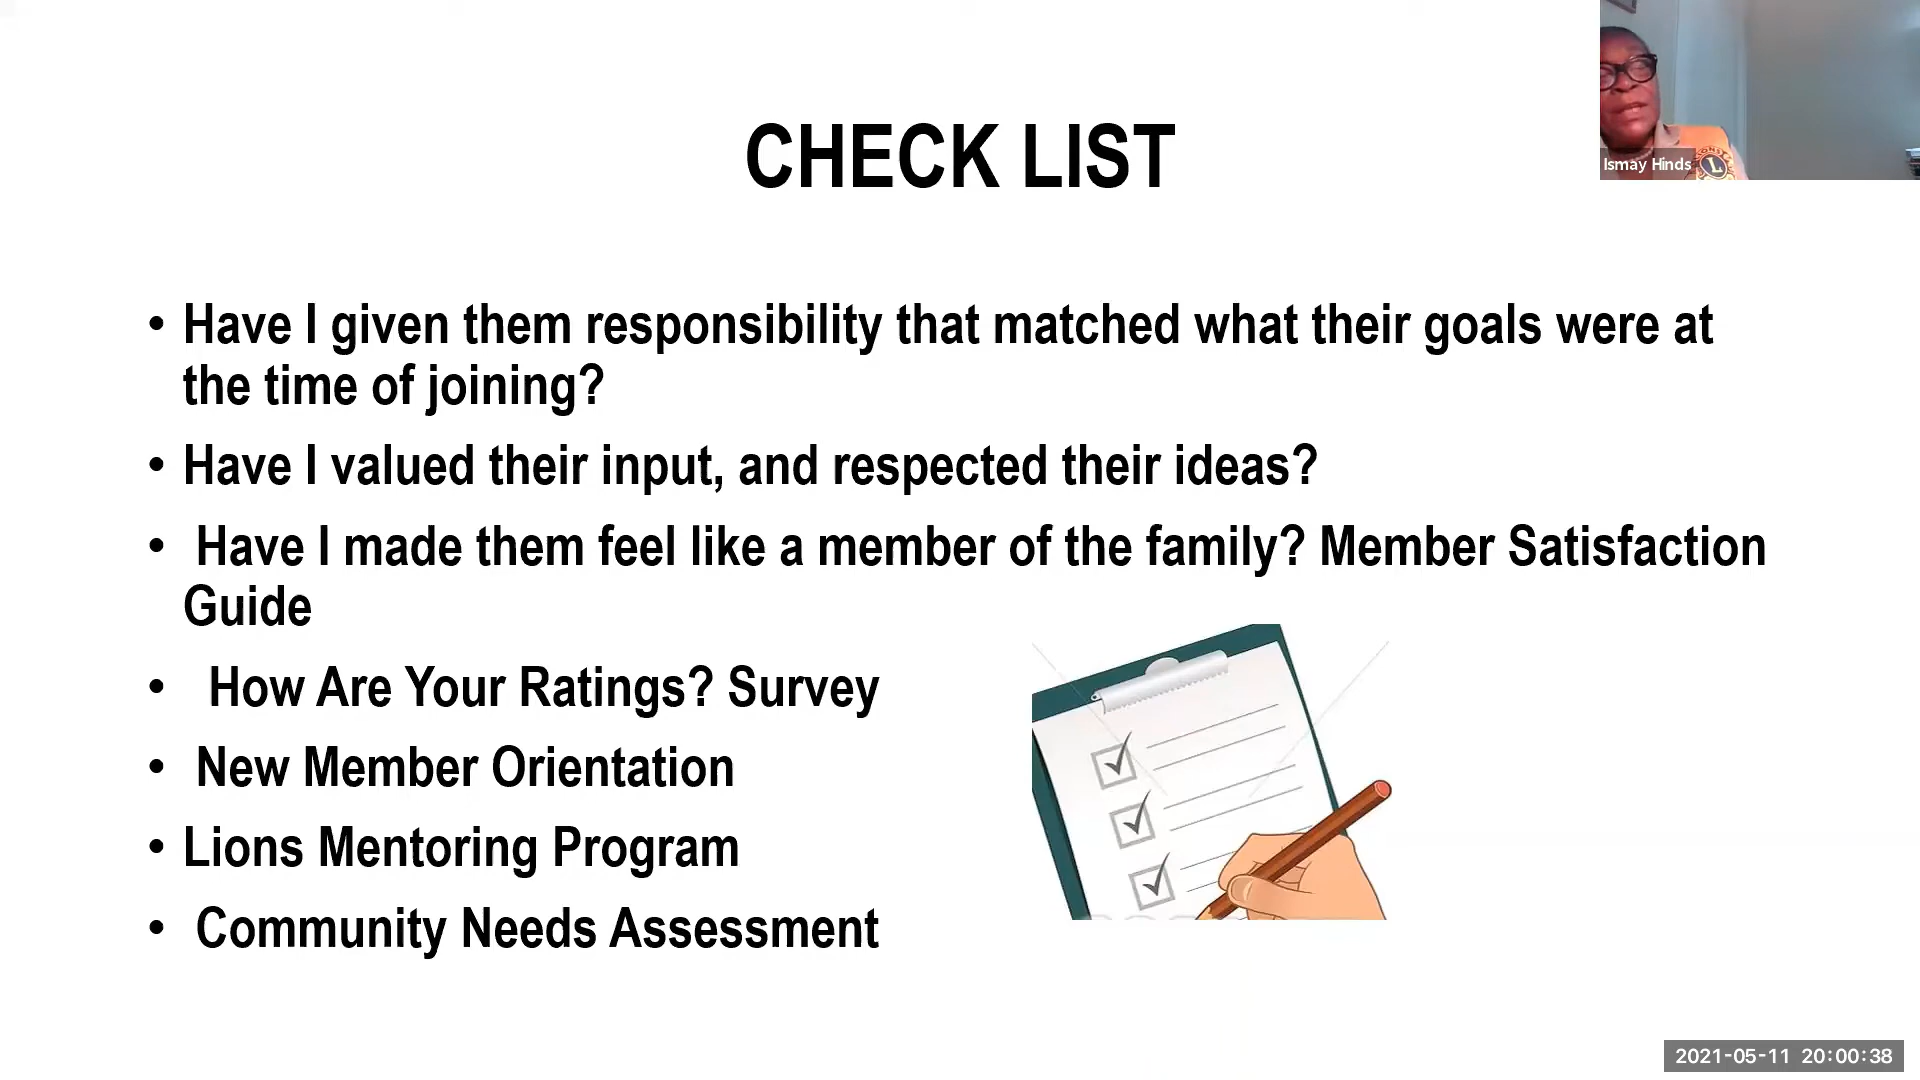 CHECK LIST
• Have I given them responsibility that matched what their goals were at
the time of joining?
• Have I valued their input, and respected their ideas?
• Have I made them feel like a member of the family? Member Satisfaction
Guide
• How Are Your Ratings? Survey
• New Member Orientation
• Lions Mentoring Program
• Community Needs Assessment
Ismay Hinds
L
2021-05-11 20:00:38